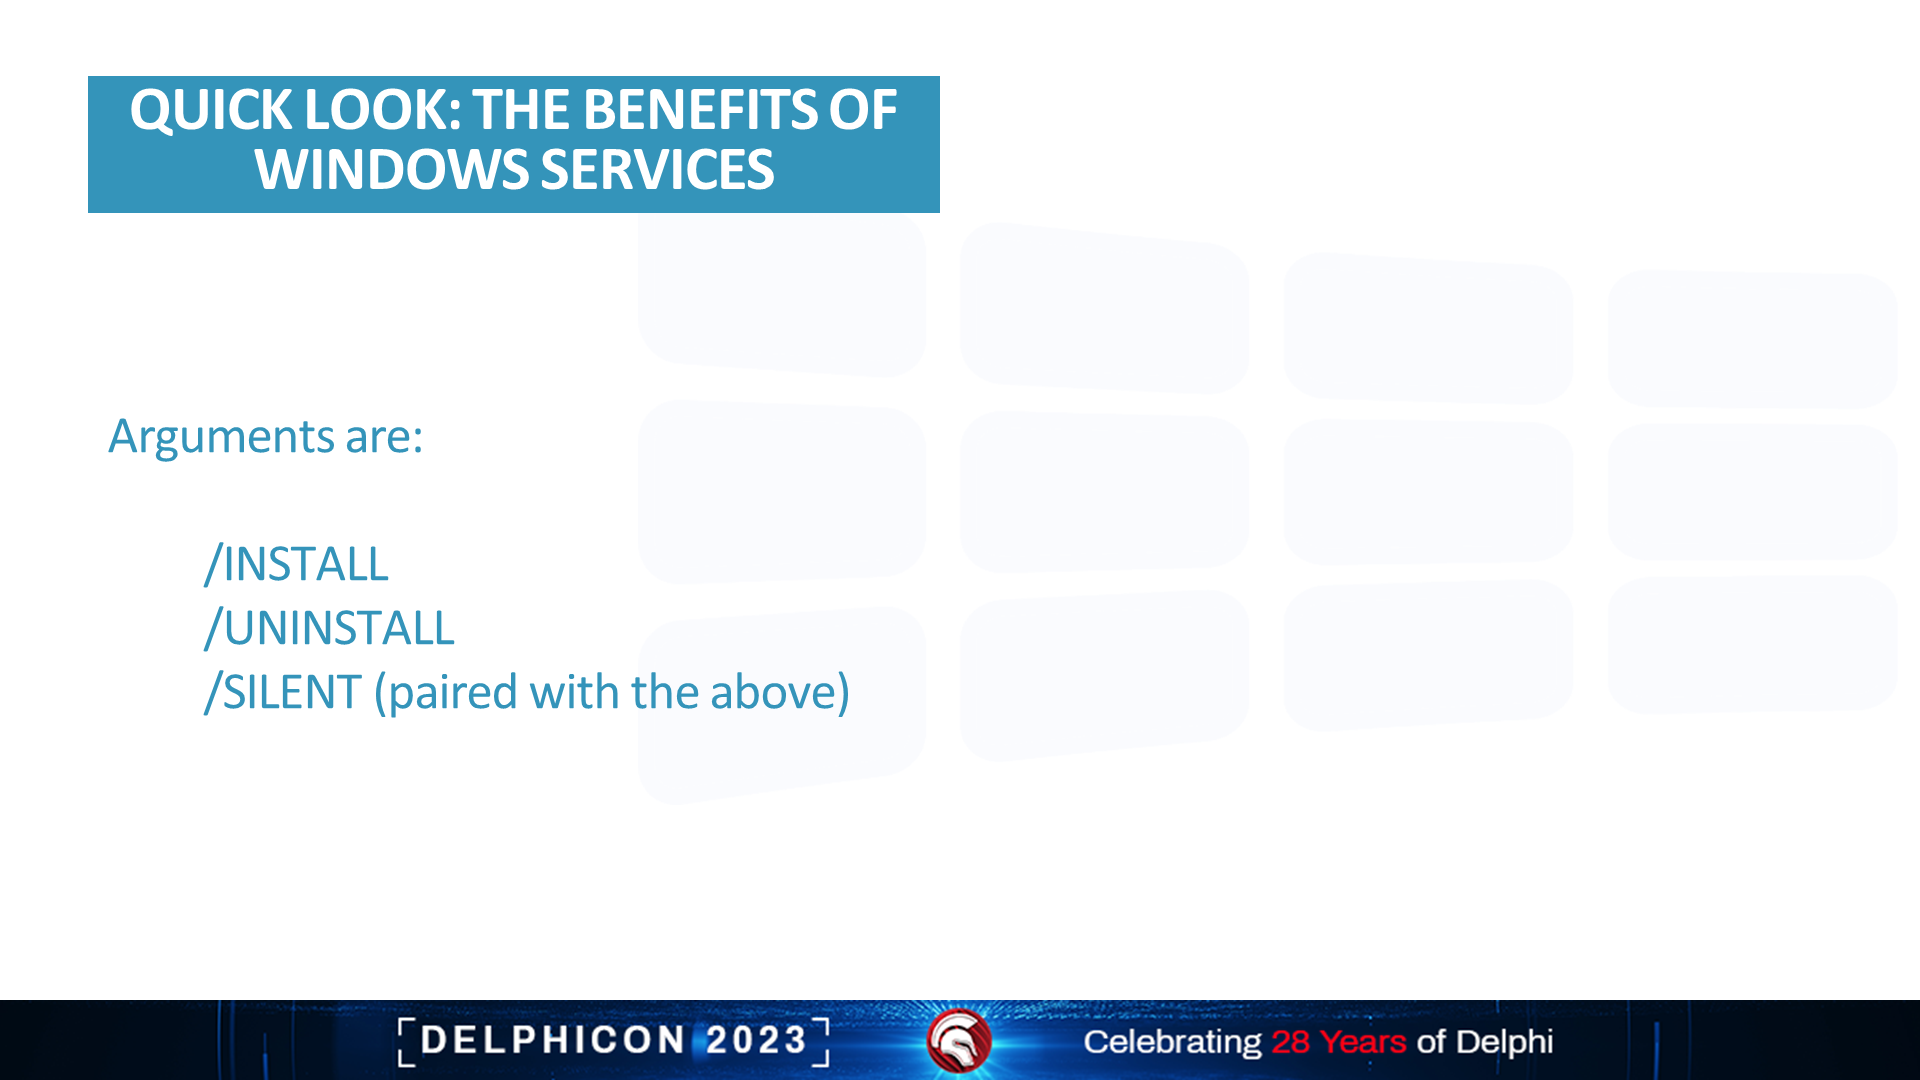 QUICK LOOK: THE BENEFITS OF
WINDOWS SERVICES
Arguments are:
/INSTALL
/UNINSTALL
/SILENT (paired with the above)
DELPHICON 2023
Celebrating 28 Years of Delphi